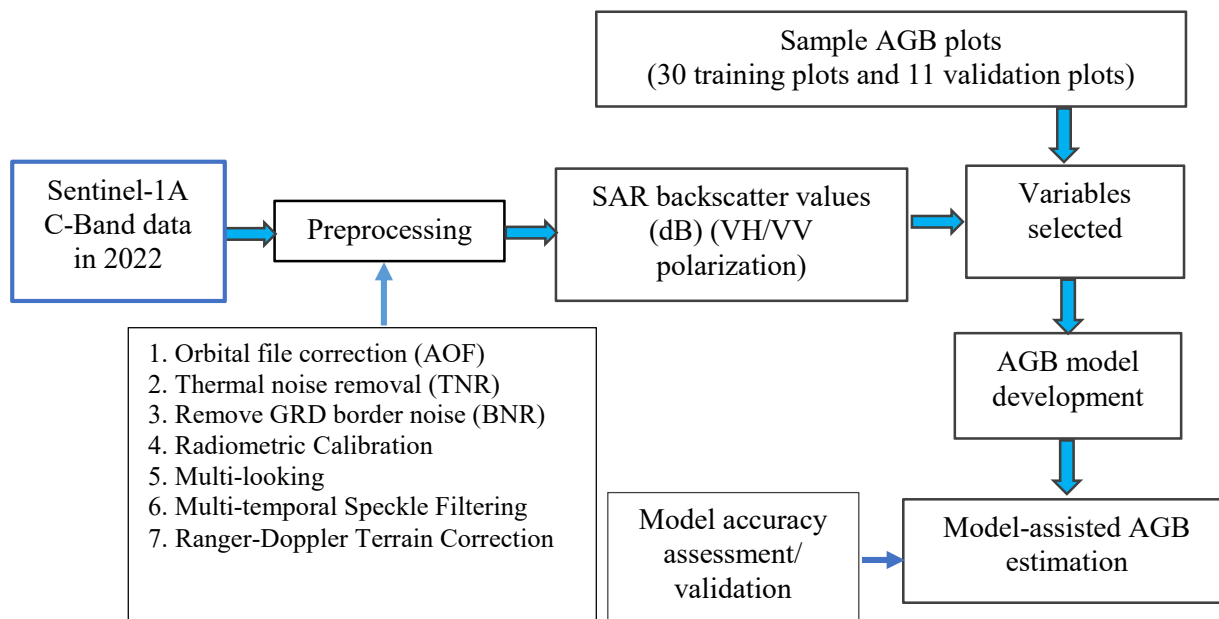 Sample AGB plots
(30 training plots and 11 validation plots)
Sentinel-1A
C-Band data
in 2022
Preprocessing
SAR backscatter values
(dB) (VH/VV
polarization)
Variables
selected
1. Orbital file correction (AOF)
2. Thermal noise removal (TNR)
3. Remove GRD border noise (BNR)
4. Radiometric Calibration
5. Multi-looking
6. Multi-temporal Speckle Filtering
7. Ranger-Doppler Terrain Correction
AGB model
development
Model accuracy
assessment/
validation
Model-assisted AGB
estimation